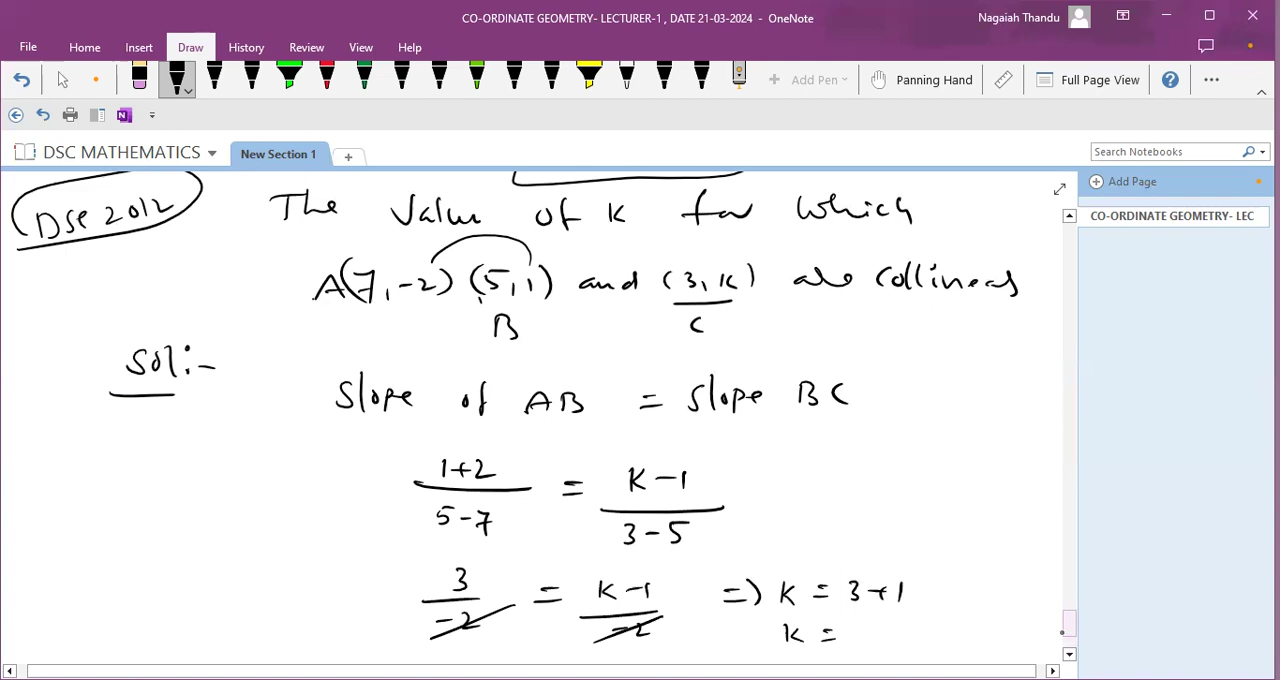 CO-ORDINATE GEOMETRY- LECTURER-1 , DATE 21-03-2024 - OneNote
Nagaiah Thandu
File Home Insert Draw History Review View Help
Add Pen Panning Hand Full Page View
DSC MATHEMATICS New Section 1 Search Notebooks
Add Page
CO-ORDINATE GEOMETRY- LEC
DSC 2012 The Value of K for which
A(7,-2) (5,1) and (3,K) are collinear
B C
Sol:-
Slope of AB = Slope BC
1+2 = K-1
5-7 3-5
3 = K-1 => K = 3+1
-2 -2 K =